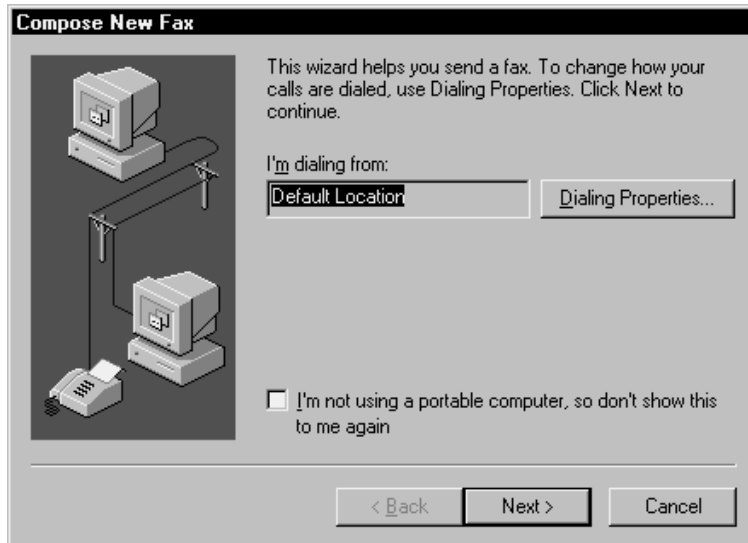 Compose New Fax
This wizard helps you send a fax. To change how your
calls are dialed, use Dialing Properties. Click Next to
continue.
I'm dialing from:
Default Location
Dialing Properties...
I'm not using a portable computer, so don't show this
to me again
< Back
Next >
Cancel